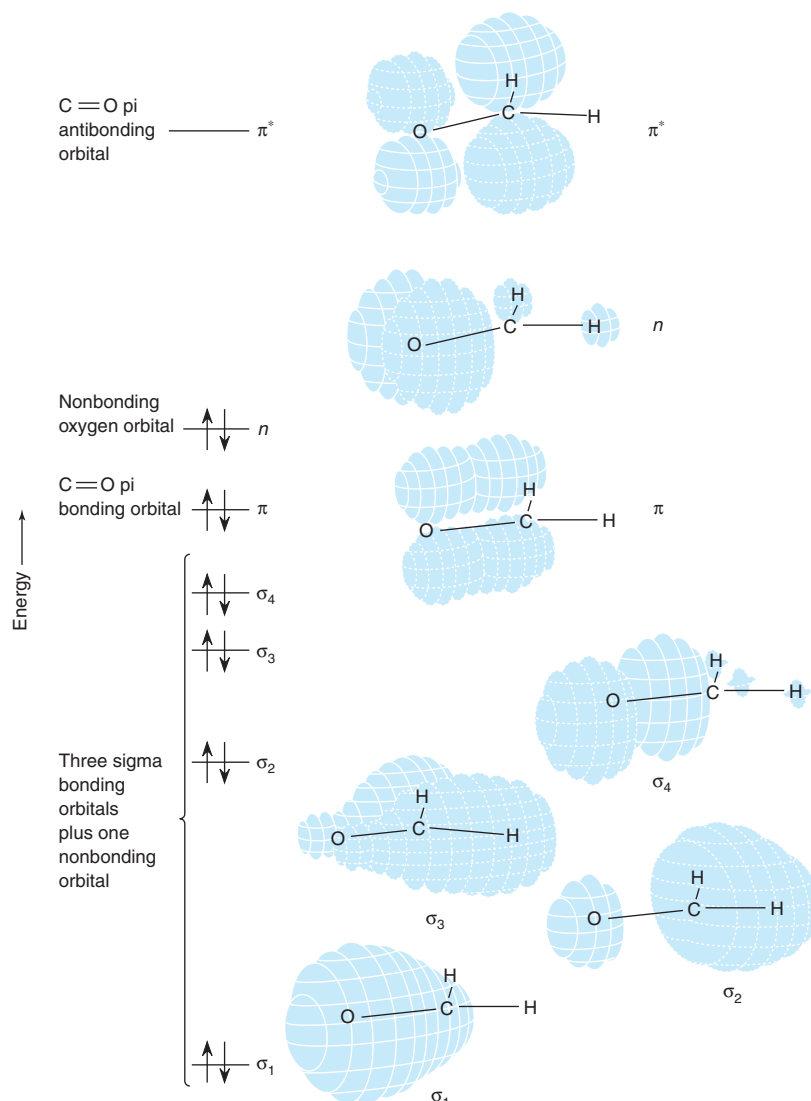 C=O pi
antibonding
orbital
π*
O
H
C
H
π*
O
H
C
H
n
Nonbonding
oxygen orbital
n
C=O pi
bonding orbital
π
O
H
C
H
π
Energy
σ4
σ3
σ2
Three sigma
bonding
orbitals
plus one
nonbonding
orbital
O
H
C
H
σ4
O
H
C
H
σ3
O
H
C
H
σ2
O
H
C
H
σ1
σ1